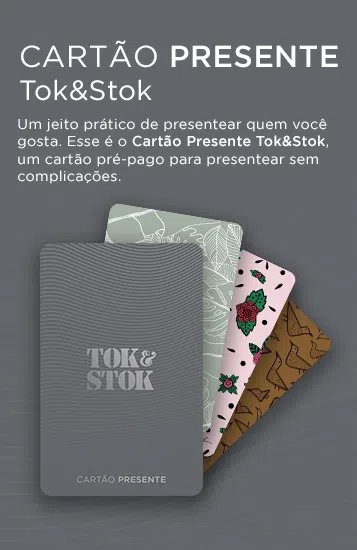 CARTÃO PRESENTE
Tok&Stok
Um jeito prático de presentear quem você
gosta. Esse é o Cartão Presente Tok&Stok,
um cartão pré-pago para presentear sem
complicações.
TOK&
STOK
CARTÃO PRESENTE